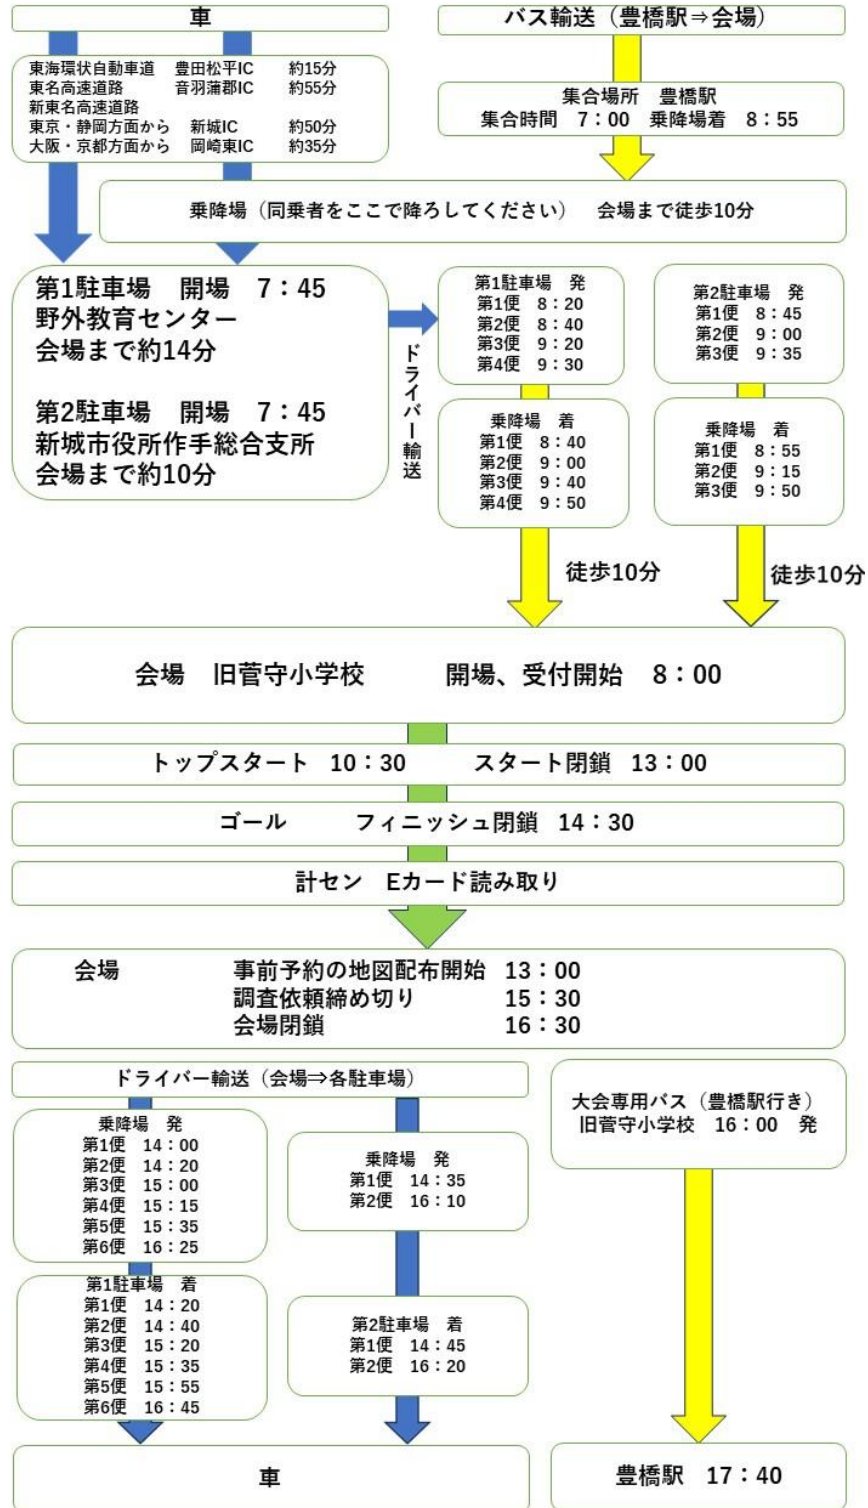 車
バス輸送（豊橋駅⇒会場）
東海環状自動車道　豊田松平IC　約15分
東名高速道路　音羽蒲郡IC　約55分
新東名高速道路
東京・静岡方面から　新城IC　約50分
大阪・京都方面から　岡崎東IC　約35分
集合場所　豊橋駅
集合時間　7：00　乗降場着　8：55
乗降場（同乗者をここで降ろしてください）　会場まで徒歩10分
第1駐車場　開場　7：45
野外教育センター
会場まで約14分
第2駐車場　開場　7：45
新城市役所作手総合支所
会場まで約10分
ドライバー輸送
第1駐車場　発
第1便　8：20
第2便　8：40
第3便　9：20
第4便　9：30
第2駐車場　発
第1便　8：45
第2便　9：00
第3便　9：35
乗降場　着
第1便　8：40
第2便　9：00
第3便　9：40
第4便　9：50
乗降場　着
第1便　8：55
第2便　9：15
第3便　9：50
徒歩10分
徒歩10分
会場　旧菅守小学校　開場、受付開始　8：00
トップスタート　10：30　スタート閉鎖　13：00
ゴール　フィニッシュ閉鎖　14：30
計セン　Eカード読み取り
会場　事前予約の地図配布開始　13：00
調査依頼締め切り　15：30
会場閉鎖　16：30
ドライバー輸送（会場⇒各駐車場）
乗降場　発
第1便　14：00
第2便　14：20
第3便　15：00
第4便　15：15
第5便　15：35
第6便　16：25
乗降場　発
第1便　14：35
第2便　16：10
大会専用バス（豊橋駅行き）
旧菅守小学校　16：00　発
第1駐車場　着
第1便　14：20
第2便　14：40
第3便　15：20
第4便　15：35
第5便　15：55
第6便　16：45
第2駐車場　着
第1便　14：45
第2便　16：20
車
豊橋駅　17：40